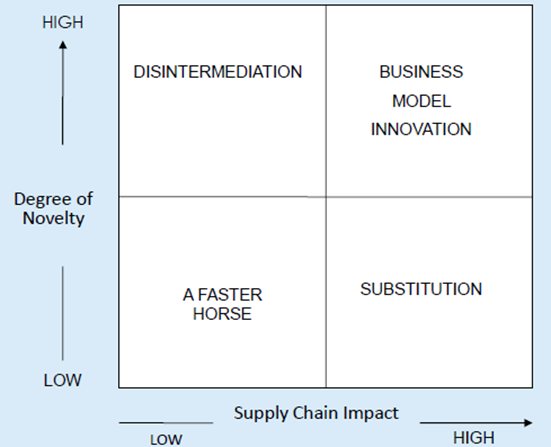 HIGH
DISINTERMEDIATION
BUSINESS
MODEL
INNOVATION
Degree of
Novelty
A FASTER
HORSE
SUBSTITUTION
LOW
Supply Chain Impact
LOW
HIGH